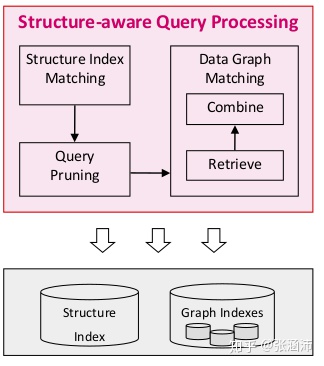 Structure-aware Query Processing
Structure Index
Matching
Query
Pruning
Data Graph
Matching
Combine
Retrieve
Structure
Index
Graph Indexes
知乎 @张涵沛